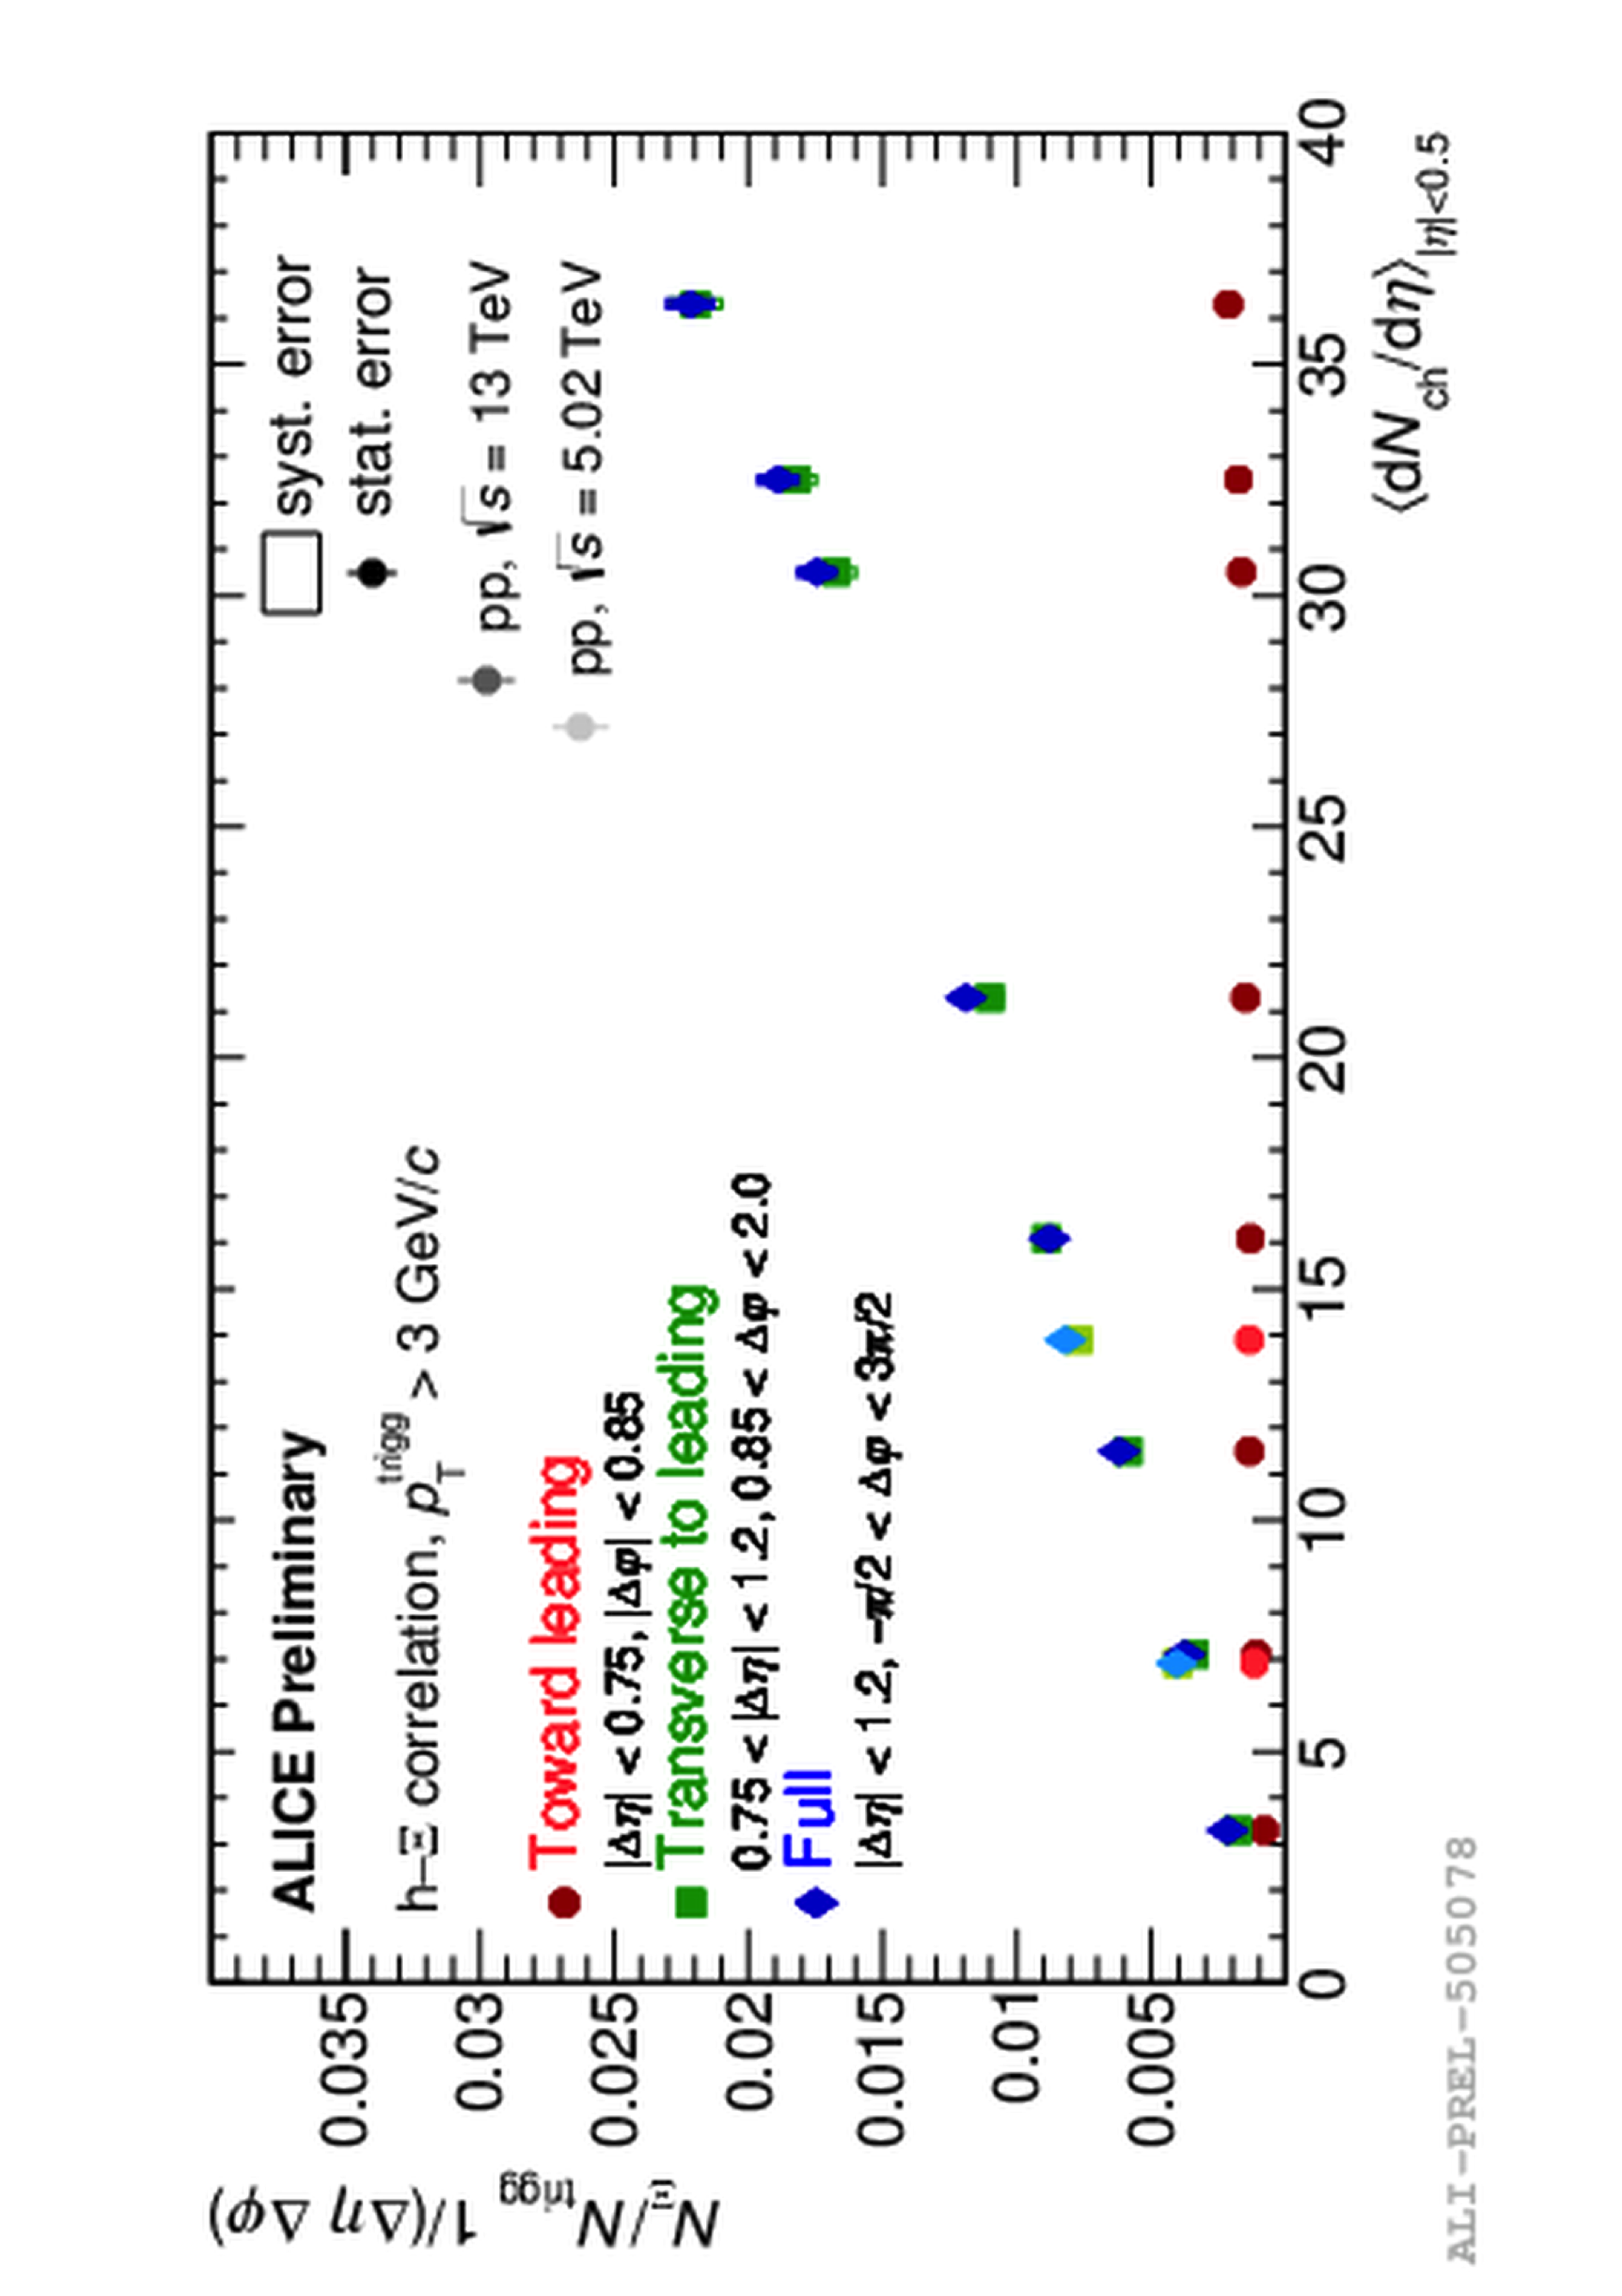 ALICE Preliminary
h–Ξ correlation, p_T^trigg > 3 GeV/c
Toward leading
|Δη| < 0.75, |Δφ| < 0.85
Transverse to leading
0.75 < |Δη| < 1.2, 0.85 < Δφ < 2.0
Full
|Δη| < 1.2, −π/2 < Δφ < 3π/2
syst. error
stat. error
pp, √s = 13 TeV
pp, √s = 5.02 TeV
N_Ξ/N_trigg 1/(Δη Δφ)
0.035
0.03
0.025
0.02
0.015
0.01
0.005
0 5 10 15 20 25 30 35 40
⟨dN_ch/dη⟩_|η|<0.5
ALI-PREL-505078